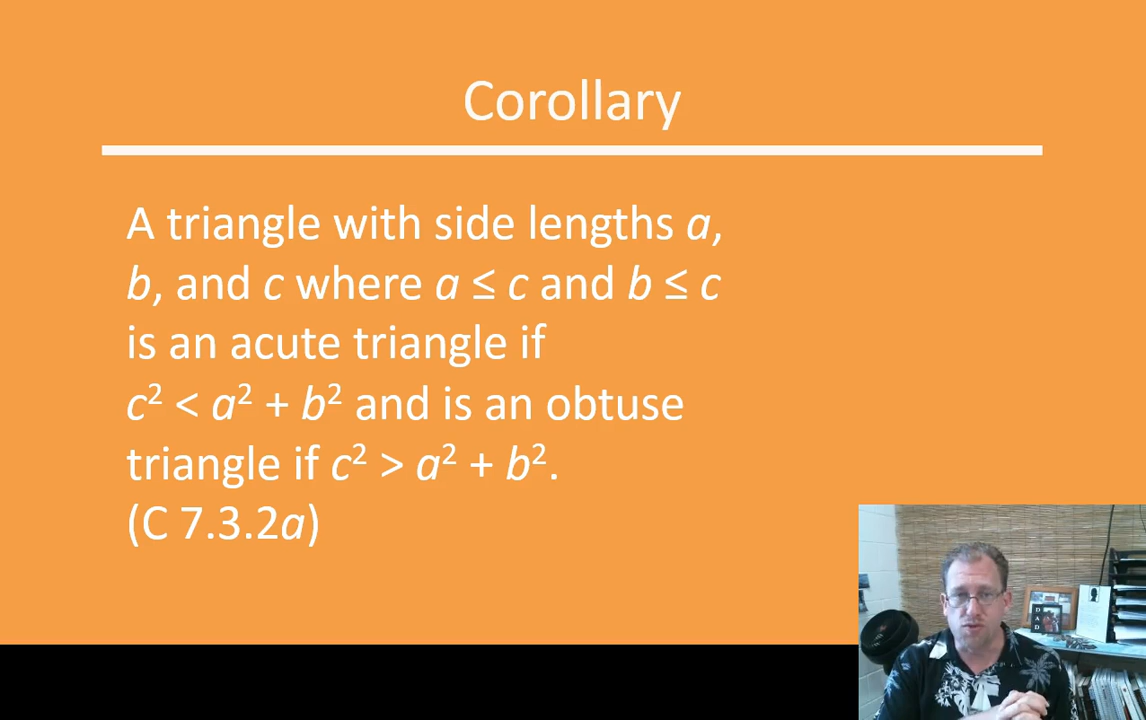 Corollary
A triangle with side lengths a,
b, and c where a ≤ c and b ≤ c
is an acute triangle if
c² < a² + b² and is an obtuse
triangle if c² > a² + b².
(C 7.3.2a)
DAD